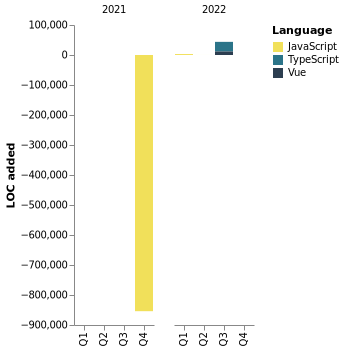 2021 2022
Language
JavaScript
TypeScript
Vue
LOC added
100,000
0
−100,000
−200,000
−300,000
−400,000
−500,000
−600,000
−700,000
−800,000
−900,000
Q1 Q2 Q3 Q4 Q1 Q2 Q3 Q4